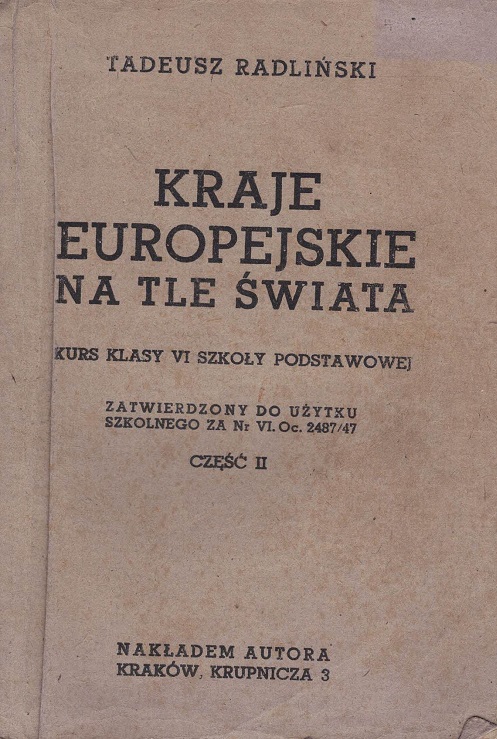 TADEUSZ RADLIŃSKI
KRAJE
EUROPEJSKIE
NA TLE ŚWIATA
KURS KLASY VI SZKOŁY PODSTAWOWEJ
ZATWIERDZONY DO UŻYTKU
SZKOLNEGO ZA Nr VI. Oc. 2487/47
CZĘŚĆ II
NAKŁADEM AUTORA
KRAKÓW, KRUPNICZA 3